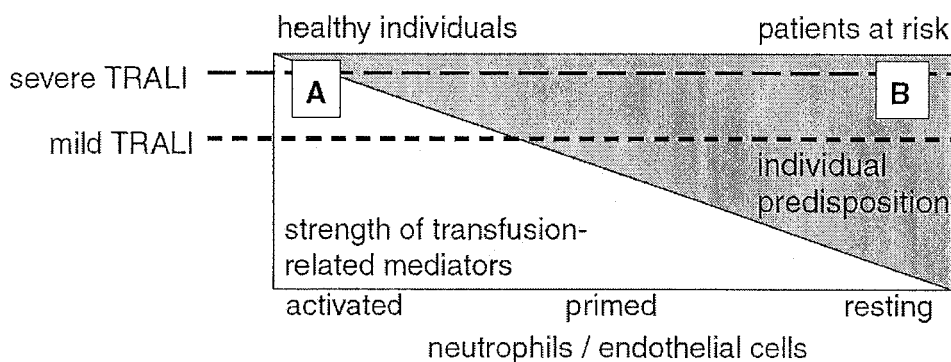 healthy individuals patients at risk
severe TRALI
A B
mild TRALI
individual
predisposition
strength of transfusion-
related mediators
activated primed resting
neutrophils / endothelial cells